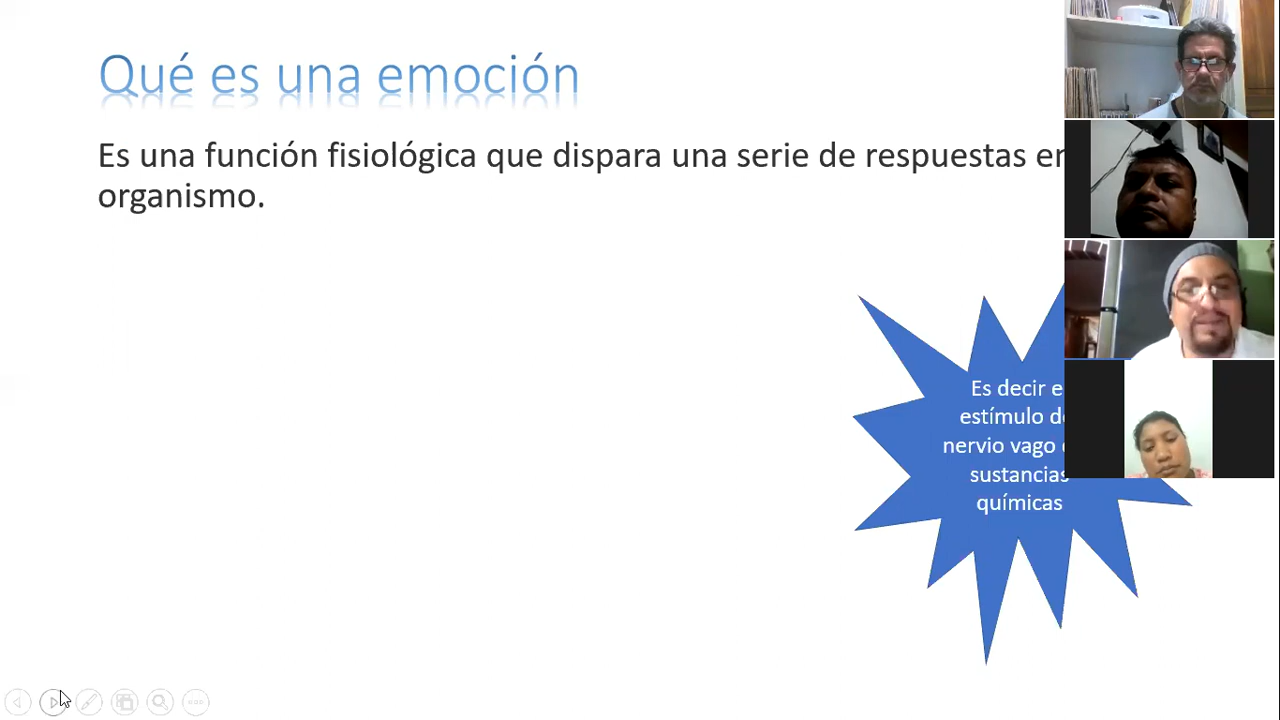 Qué es una emoción
Es una función fisiológica que dispara una serie de respuestas en
organismo.
Es decir
estímulo
nervio vago
sustancias
químicas